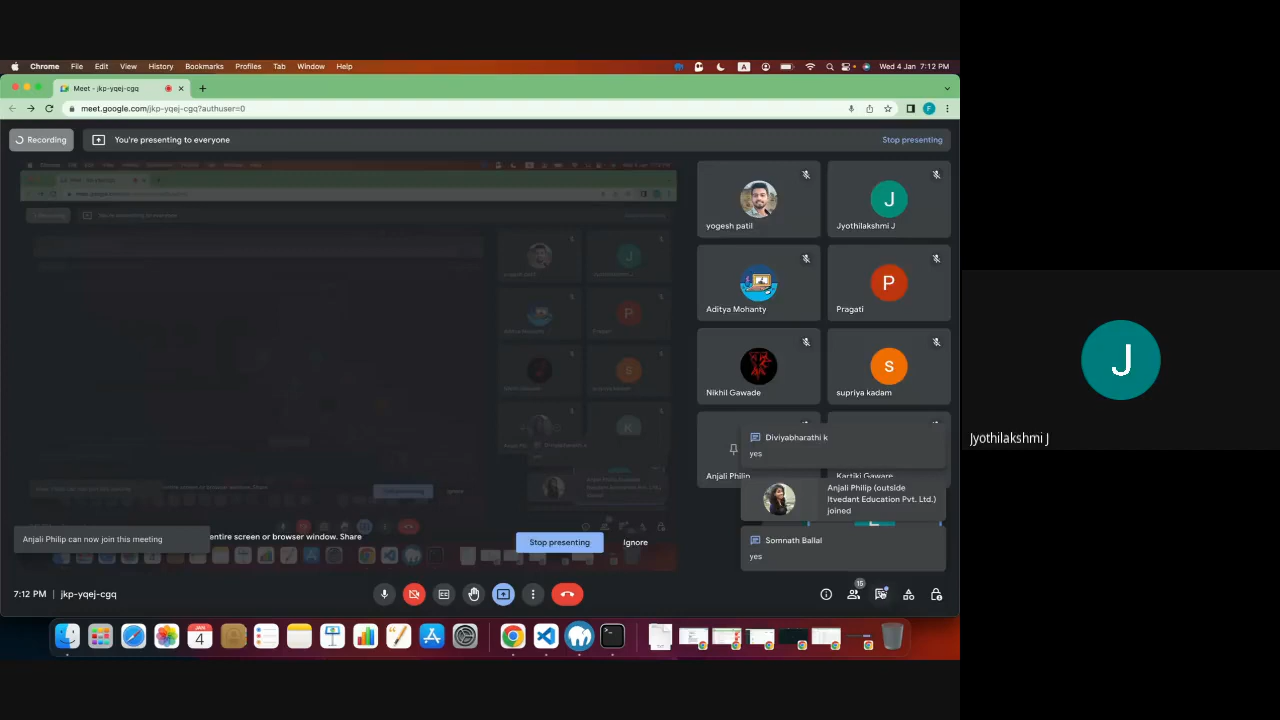 Chrome File Edit View History Bookmarks Profiles Tab Window Help
A
Wed 4 Jan 7:12 PM
Meet - jkp-yqej-cgq
meet.google.com/jkp-yqej-cgq?authuser=0
F
Recording
You're presenting to everyone
Stop presenting
yogesh patil
J
Jyothilakshmi J
Aditya Mohanty
P
Pragati
Nikhil Gawade
s
supriya kadam
Anjali Philip
Kartiki Gaware
Diviyabharathi k
yes
Anjali Philip (outside
Itvedant Education Pvt. Ltd.)
joined
Somnath Ballal
yes
Anjali Philip can now join this meeting
entire screen or browser window. Share
Stop presenting
Ignore
7:12 PM | jkp-yqej-cgq
15
JAN
4
J
Jyothilakshmi J